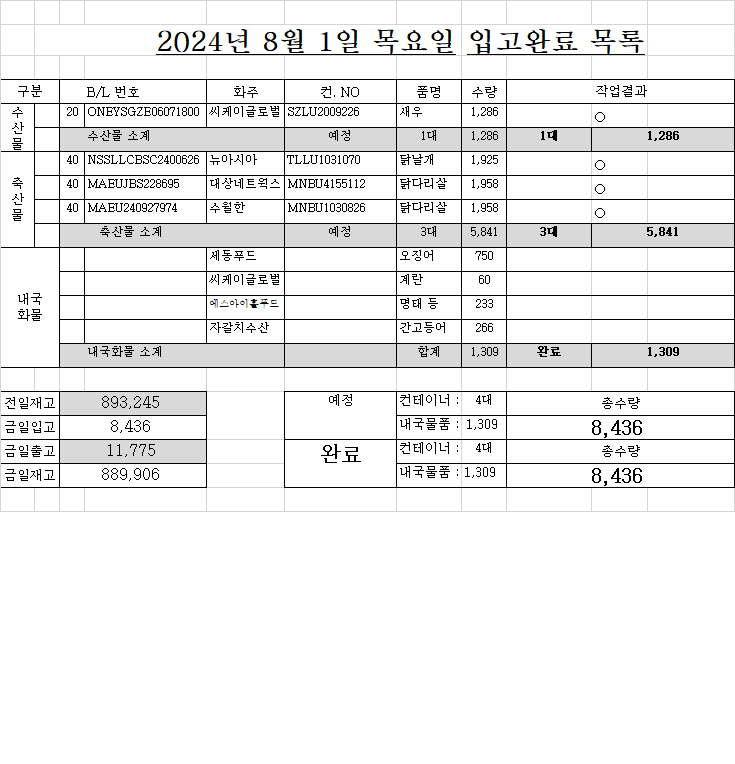 2024년 8월 1일 목요일 입고완료 목록
구분 B/L 번호 화주 컨. NO 품명 수량 작업결과
수산물 20 ONEYSGZE06071800 씨케이글로벌 SZLU2009226 새우 1,286 ○
수산물 소계 예정 1대 1,286 1대 1,286
축산물 40 NSSLLCBSC2400626 뉴아시아 TLLU1031070 닭날개 1,925 ○
40 MAEUJBS228695 대상네트웍스 MNBU4155112 닭다리살 1,958 ○
40 MAEU240927974 수월한 MNBU1030826 닭다리살 1,958 ○
축산물 소계 예정 3대 5,841 3대 5,841
내국화물 제동푸드 오징어 750
씨케이글로벌 계란 60
에스아이홀푸드 명태 등 233
자갈치수산 간고등어 266
내국화물 소계 합계 1,309 완료 1,309
전일재고 893,245 예정 컨테이너 : 4대 총수량
금일입고 8,436 내국물품 : 1,309 8,436
금일출고 11,775 완료 컨테이너 : 4대 총수량
금일재고 889,906 내국물품 : 1,309 8,436